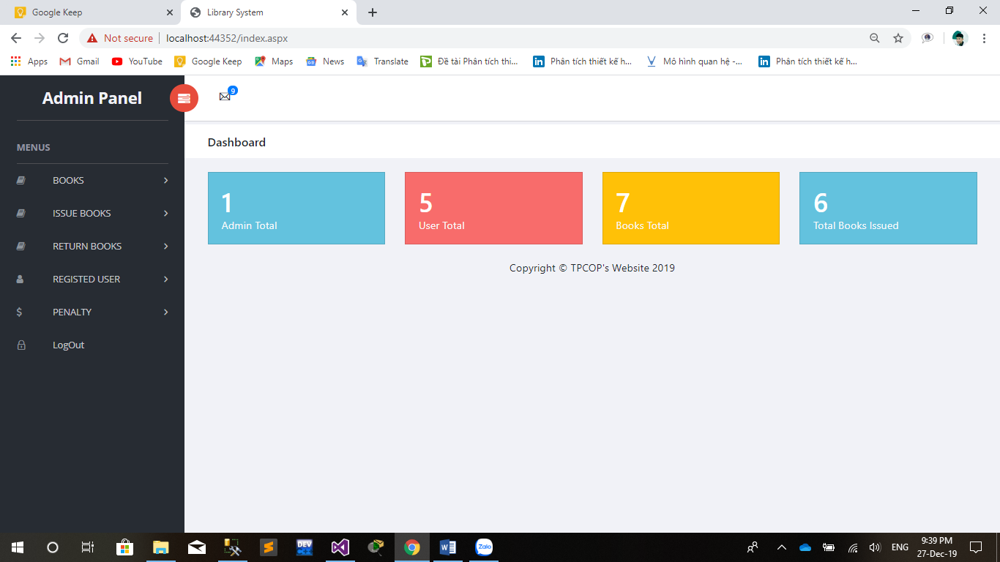 Google Keep
Library System
Not secure
localhost:44352/index.aspx
Apps
Gmail
YouTube
Google Keep
Maps
News
Translate
Đề tài Phân tích thi...
Phân tích thiết kế h...
Mô hình quan hệ -...
Phân tích thiết kế h...
Admin Panel
9
MENUS
BOOKS
ISSUE BOOKS
RETURN BOOKS
REGISTED USER
PENALTY
LogOut
Dashboard
1
Admin Total
5
User Total
7
Books Total
6
Total Books Issued
Copyright © TPCOP's Website 2019
DEV
Zalo
ENG
9:39 PM
27-Dec-19